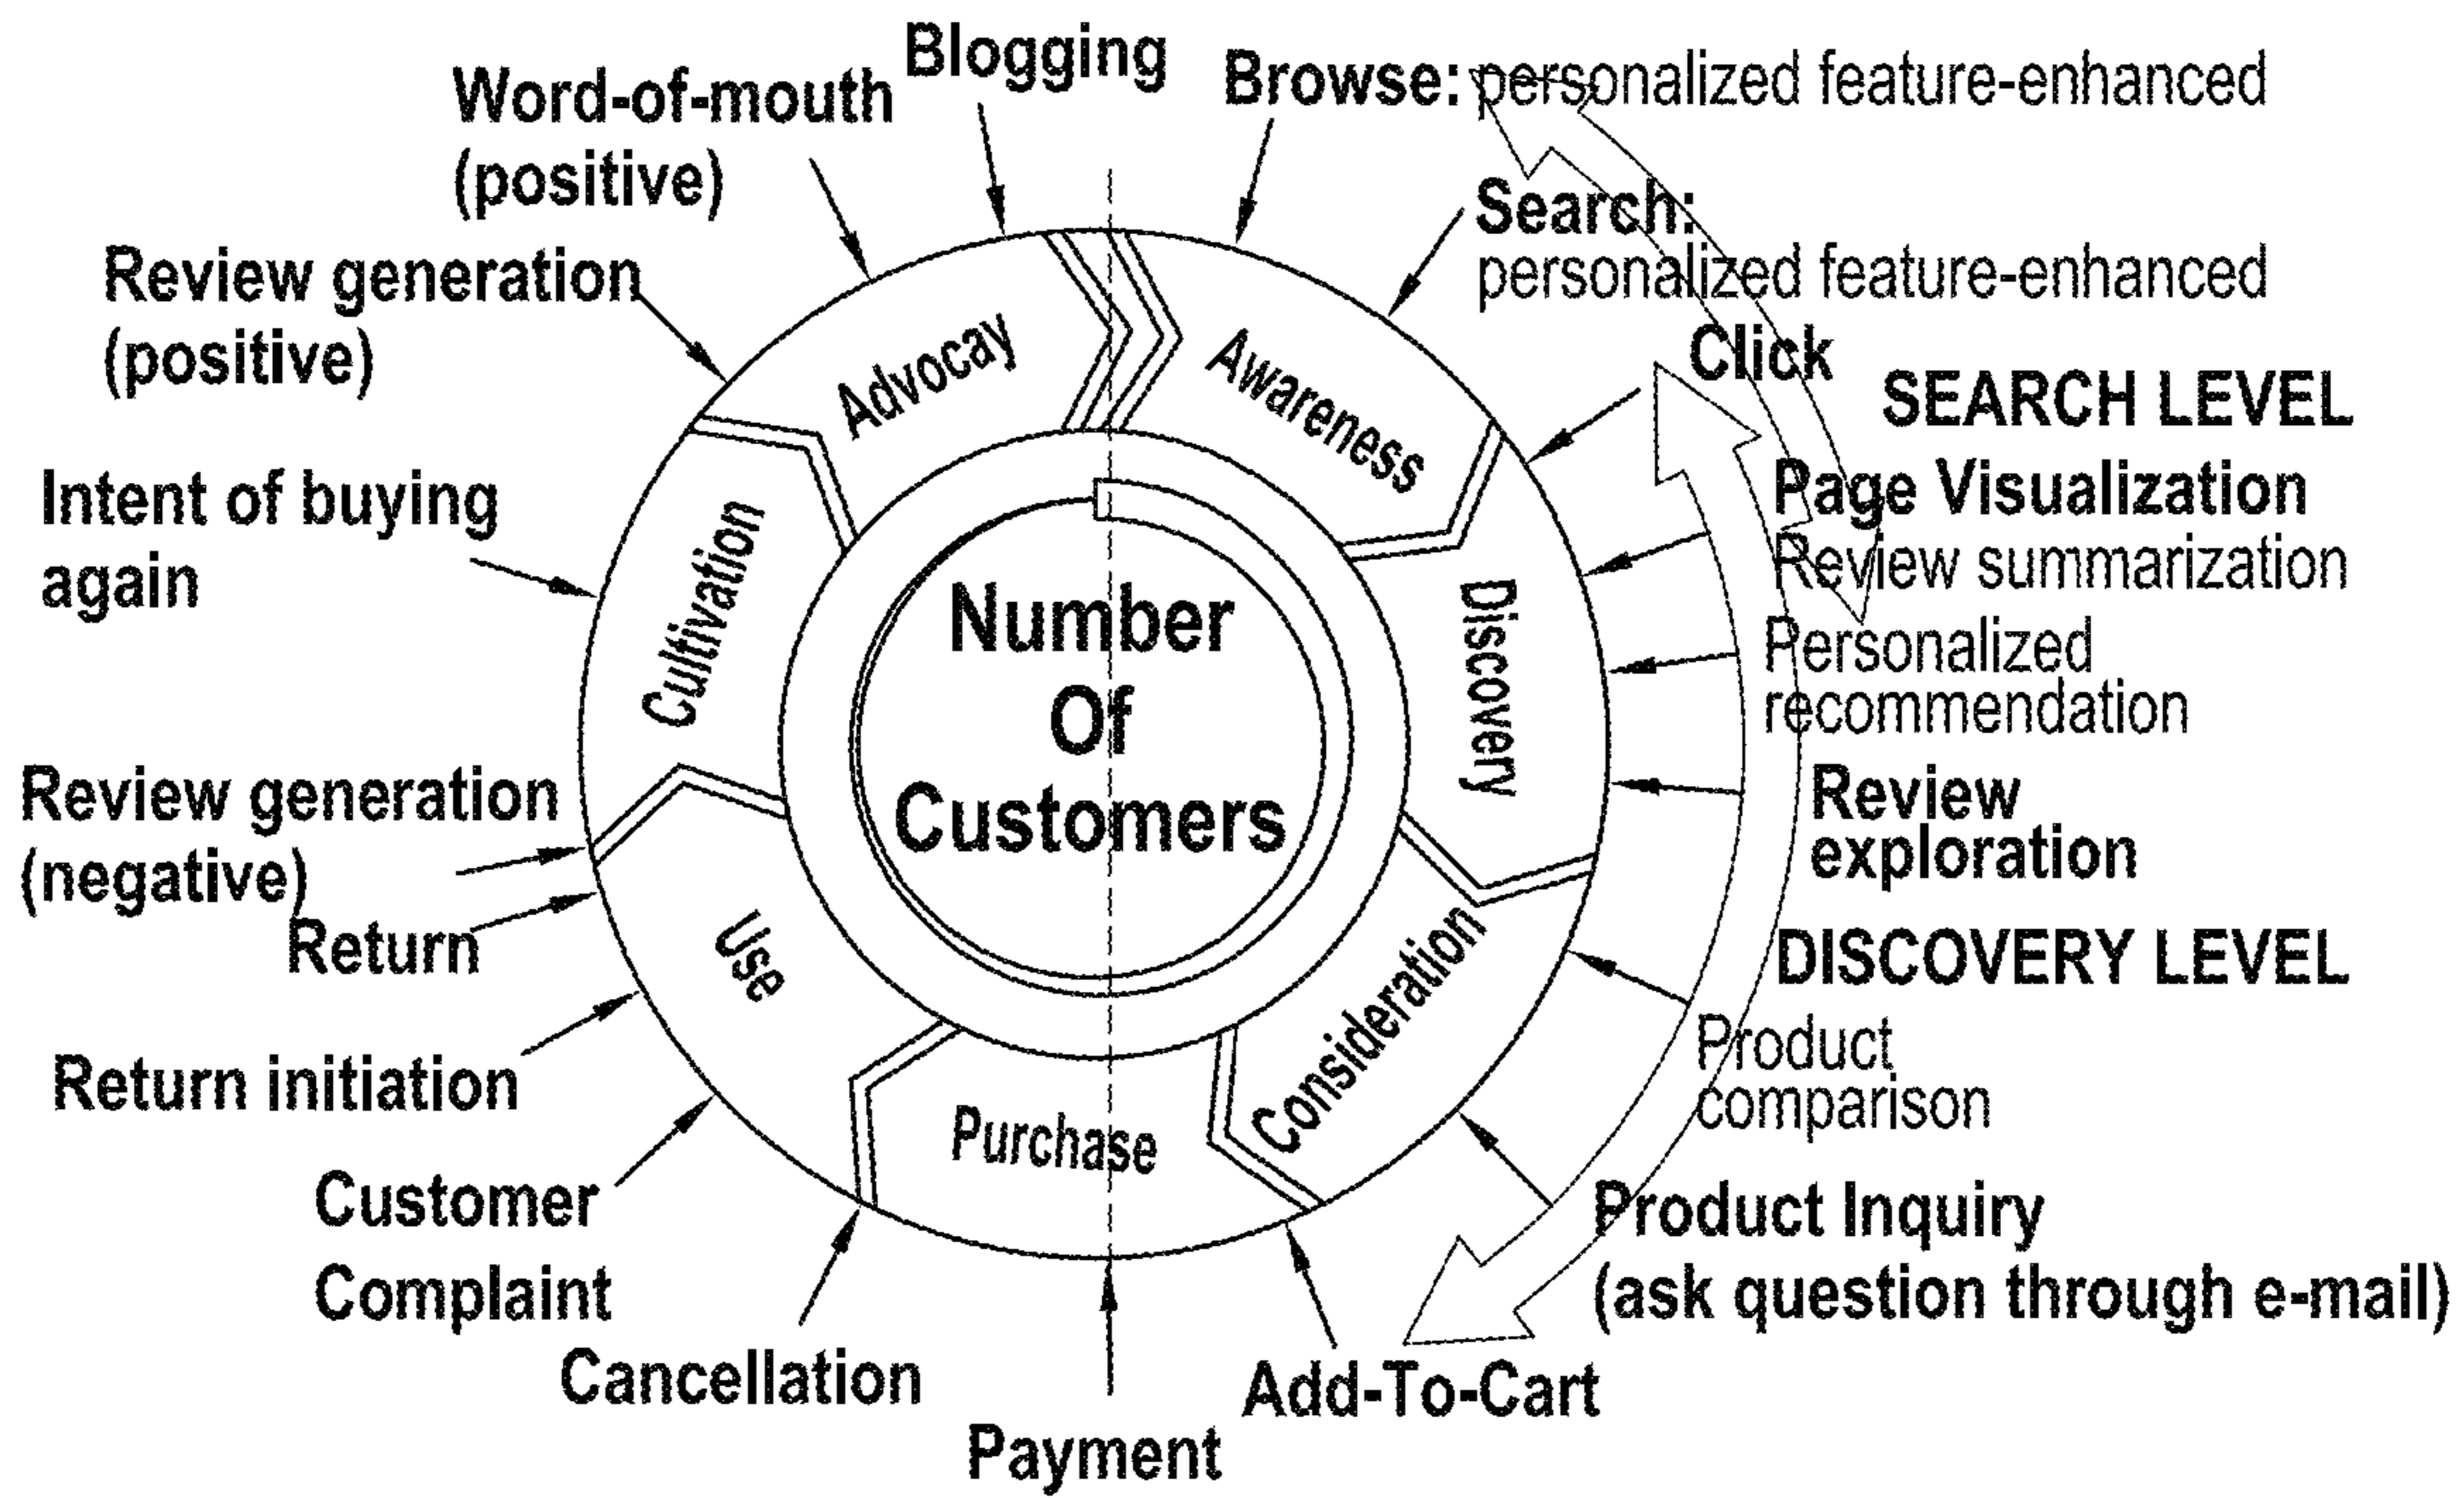 Blogging
Browse: personalized feature-enhanced
Word-of-mouth
(positive)
Search:
personalized feature-enhanced
Review generation
(positive)
Click
SEARCH LEVEL
Advocay
Awareness
Page Visualization
Review summarization
Intent of buying
again
Personalized
recommendation
Cultivation
Discovery
Number
Of
Customers
Review
exploration
Review generation
(negative)
Return
DISCOVERY LEVEL
Use
Consideration
Product
comparison
Return initiation
Purchase
Product Inquiry
(ask question through e-mail)
Customer
Complaint
Cancellation
Add-To-Cart
Payment